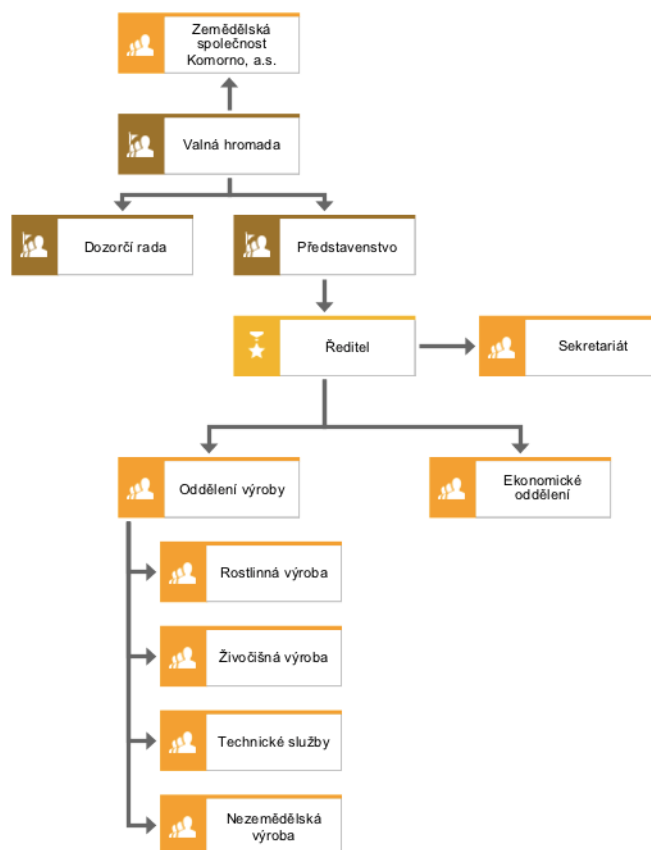 Zemědělská
společnost
Komorno, a.s.
Valná hromada
Dozorčí rada
Představenstvo
Ředitel
Sekretariát
Oddělení výroby
Ekonomické
oddělení
Rostlinná výroba
Živočišná výroba
Technické služby
Nezemědělská
výroba